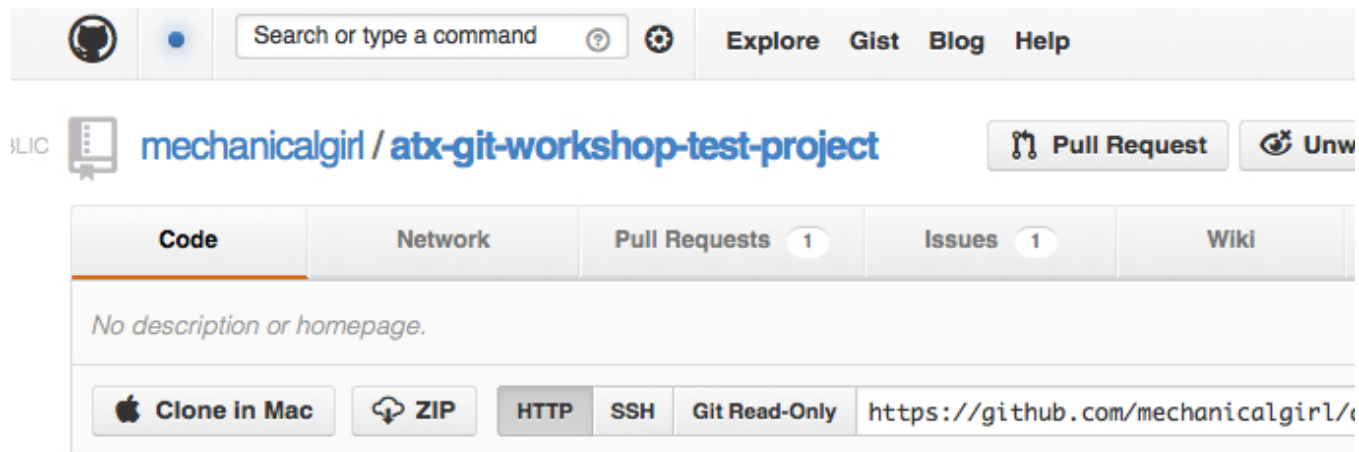 Search or type a command Explore Gist Blog Help
mechanicalgirl / atx-git-workshop-test-project Pull Request
Code Network Pull Requests 1 Issues 1 Wiki
No description or homepage.
Clone in Mac ZIP HTTP SSH Git Read-Only https://github.com/mechanicalgirl/